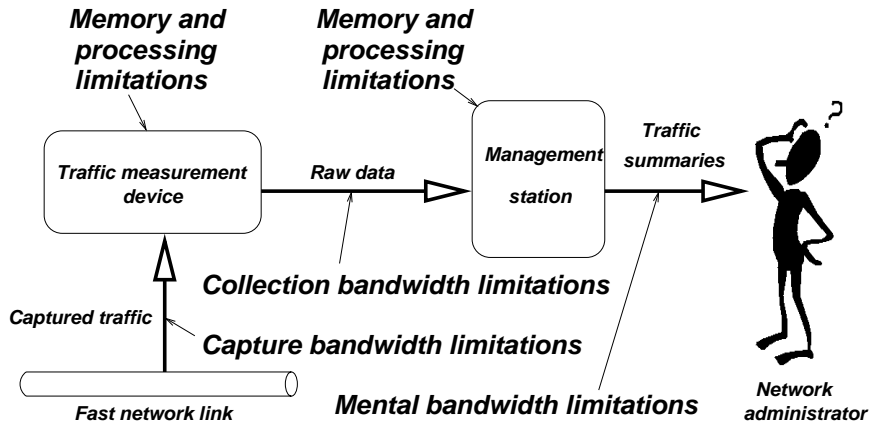 Memory and
processing
limitations
Memory and
processing
limitations
Traffic measurement
device
Raw data
Management
station
Traffic
summaries
?
Collection bandwidth limitations
Captured traffic
Capture bandwidth limitations
Fast network link
Mental bandwidth limitations
Network
administrator